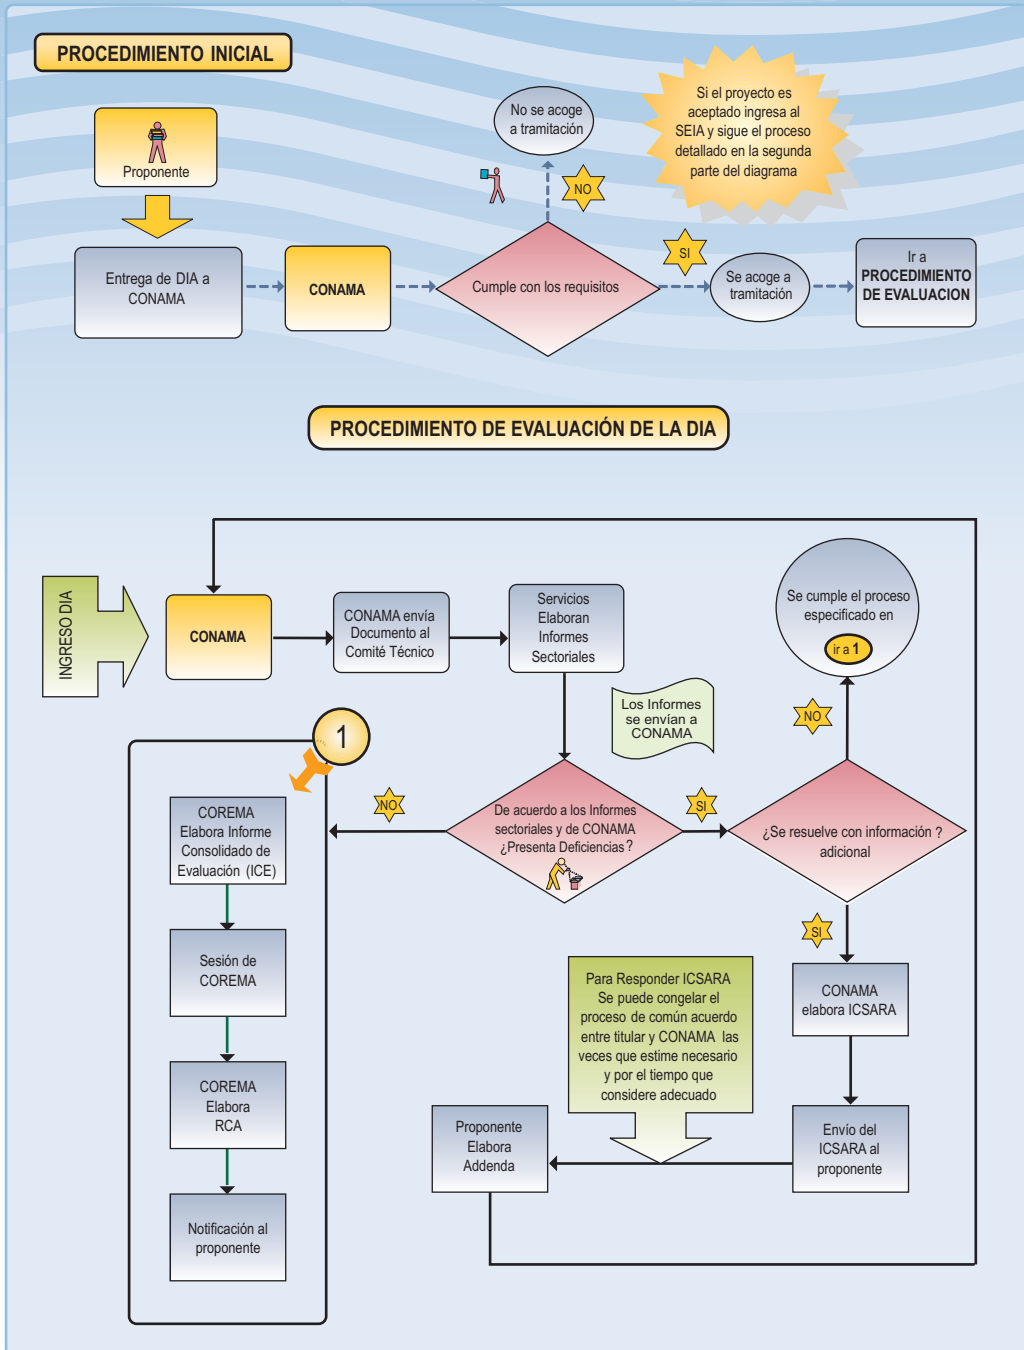 PROCEDIMIENTO INICIAL
Proponente
Entrega de DIA a
CONAMA
CONAMA
Cumple con los requisitos
NO
No se acoge
a tramitación
SI
Se acoge a
tramitación
Ir a
PROCEDIMIENTO
DE EVALUACION
Si el proyecto es
aceptado ingresa al
SEIA y sigue el proceso
detallado en la segunda
parte del diagrama
PROCEDIMIENTO DE EVALUACIÓN DE LA DIA
INGRESO DIA
CONAMA
CONAMA envía
Documento al
Comité Técnico
Servicios
Elaboran
Informes
Sectoriales
Los Informes
se envían a
CONAMA
De acuerdo a los Informes
sectoriales y de CONAMA
¿Presenta Deficiencias?
NO
SI
¿Se resuelve con información ?
adicional
NO
Se cumple el proceso
especificado en
ir a 1
SI
CONAMA
elabora ICSARA
Envío del
ICSARA al
proponente
Para Responder ICSARA
Se puede congelar el
proceso de común acuerdo
entre titular y CONAMA las
veces que estime necesario
y por el tiempo que
considere adecuado
Proponente
Elabora
Addenda
1
COREMA
Elabora Informe
Consolidado de
Evaluación (ICE)
Sesión de
COREMA
COREMA
Elabora
RCA
Notificación al
proponente